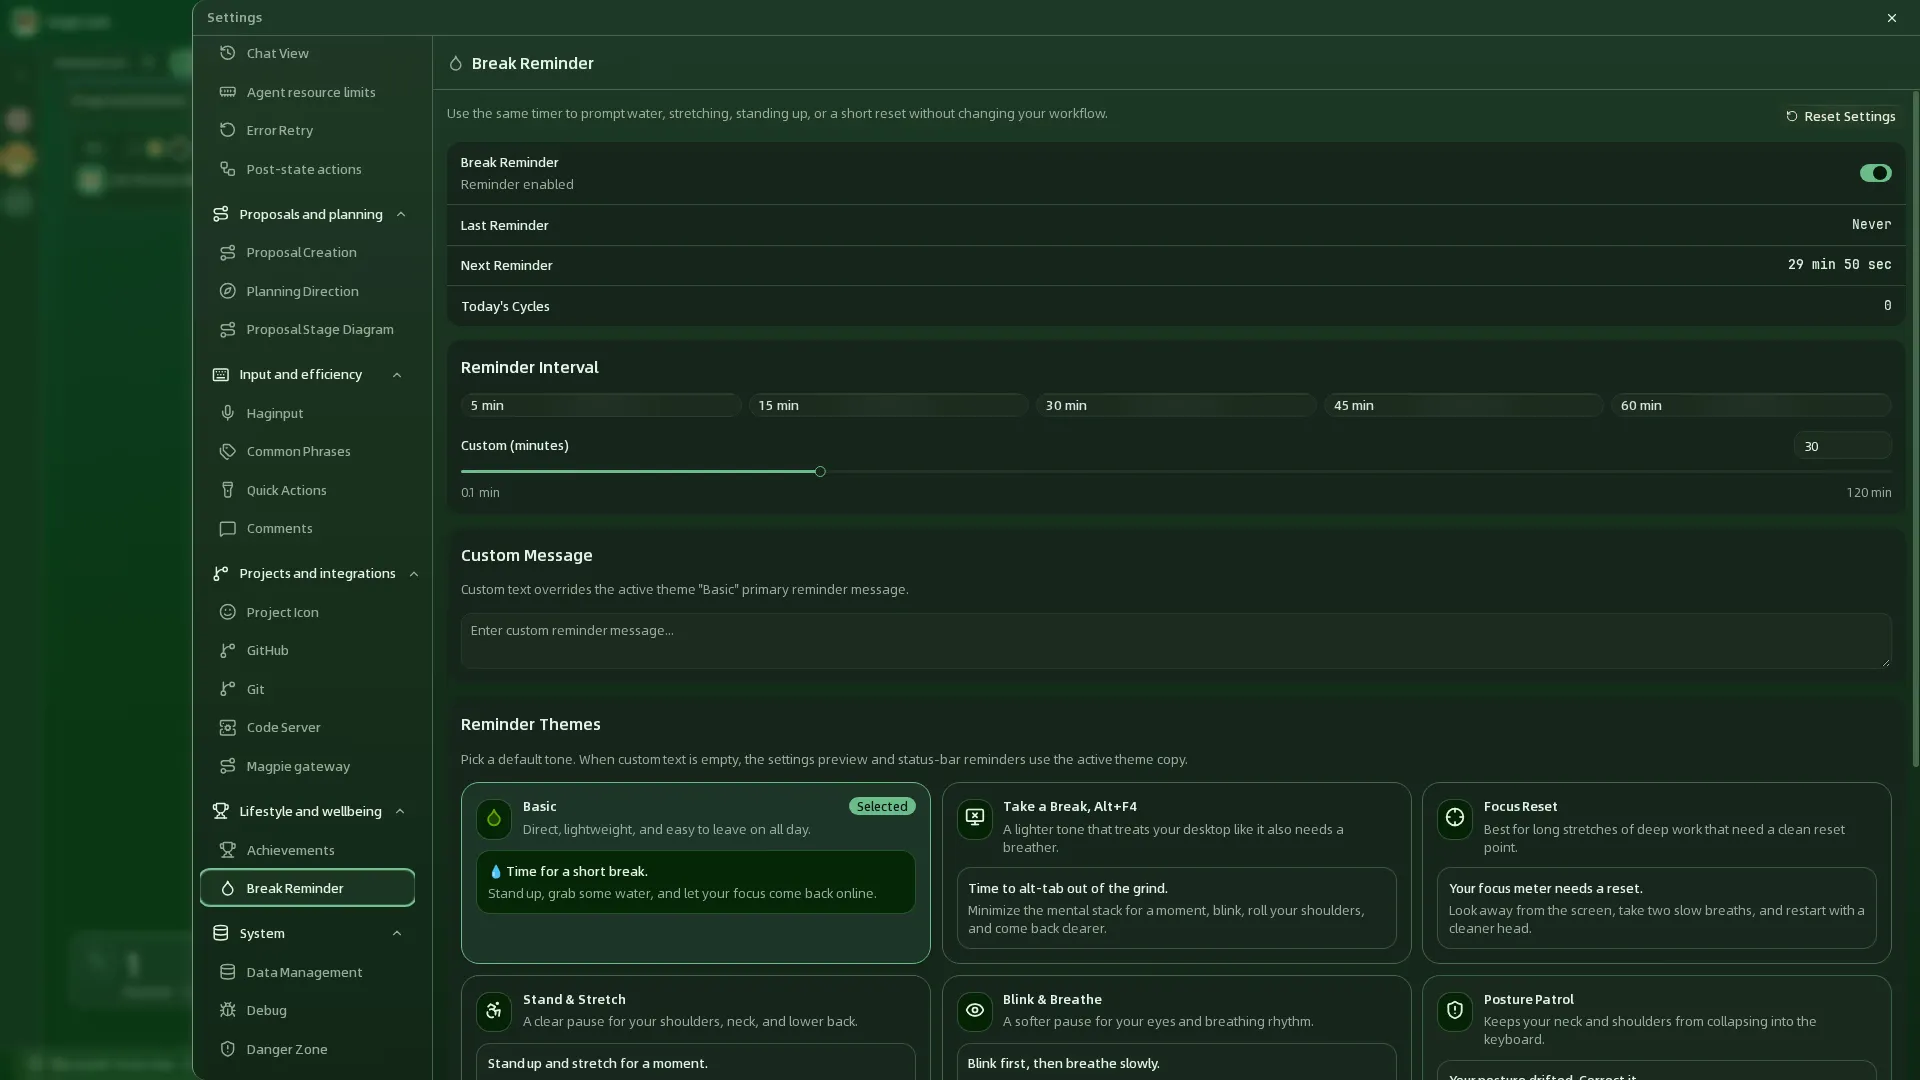 Settings
Chat View
Agent resource limits
Error Retry
Post-state actions
Proposals and planning
Proposal Creation
Planning Direction
Proposal Stage Diagram
Input and efficiency
Haginput
Common Phrases
Quick Actions
Comments
Projects and integrations
Project Icon
GitHub
Git
Code Server
Magpie gateway
Lifestyle and wellbeing
Achievements
Break Reminder
System
Data Management
Debug
Danger Zone
Break Reminder
Use the same timer to prompt water, stretching, standing up, or a short reset without changing your workflow.
Reset Settings
Break Reminder
Reminder enabled
Last Reminder
Never
Next Reminder
29 min 50 sec
Today's Cycles
0
Reminder Interval
5 min
15 min
30 min
45 min
60 min
Custom (minutes)
30
0.1 min
120 min
Custom Message
Custom text overrides the active theme "Basic" primary reminder message.
Enter custom reminder message...
Reminder Themes
Pick a default tone. When custom text is empty, the settings preview and status-bar reminders use the active theme copy.
Basic
Selected
Direct, lightweight, and easy to leave on all day.
💧 Time for a short break.
Stand up, grab some water, and let your focus come back online.
Take a Break, Alt+F4
A lighter tone that treats your desktop like it also needs a
breather.
Time to alt-tab out of the grind.
Minimize the mental stack for a moment, blink, roll your shoulders,
and come back clearer.
Focus Reset
Best for long stretches of deep work that need a clean reset
point.
Your focus meter needs a reset.
Look away from the screen, take two slow breaths, and restart with a
cleaner head.
Stand & Stretch
A clear pause for your shoulders, neck, and lower back.
Stand up and stretch for a moment.
Blink & Breathe
A softer pause for your eyes and breathing rhythm.
Blink first, then breathe slowly.
Posture Patrol
Keeps your neck and shoulders from collapsing into the
keyboard.
Your posture drifted. Correct it